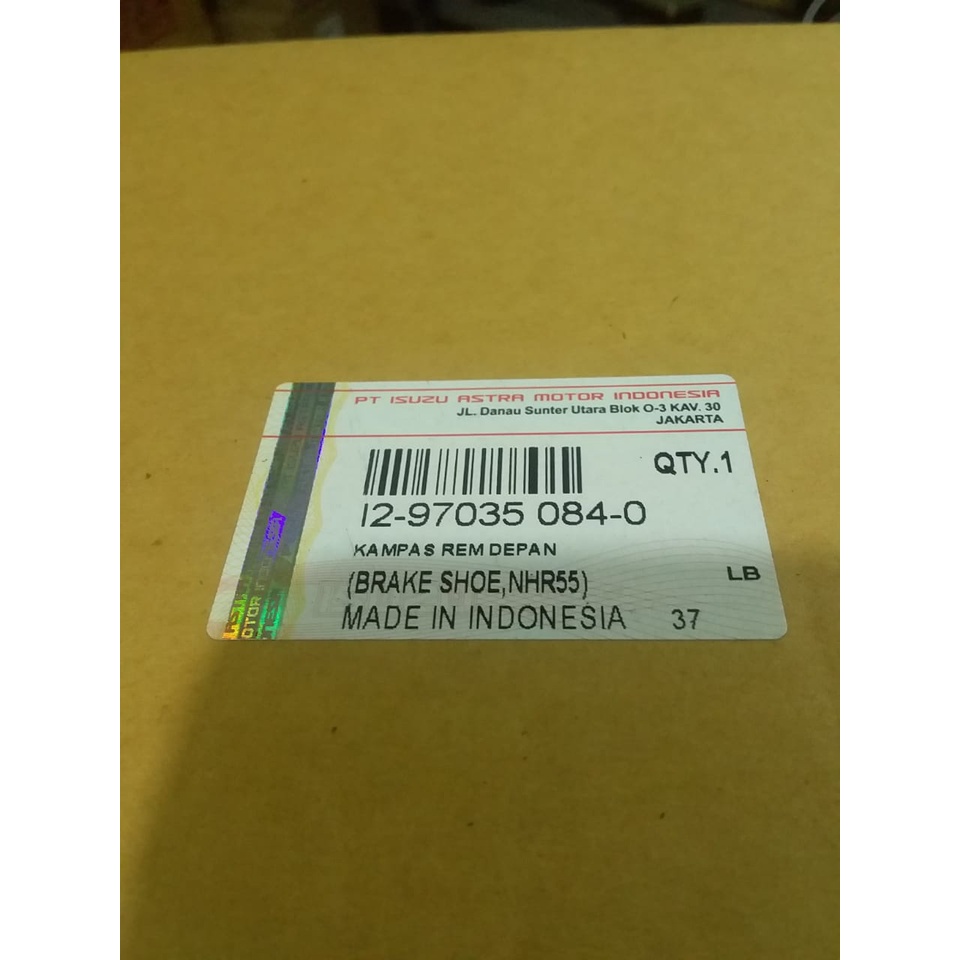 PT ISUZU ASTRA MOTOR INDONESIA
JL. Danau Sunter Utara Blok O-3 KAV. 30
JAKARTA
QTY.1
I2-97035 084-0
KAMPAS REM DEPAN
(BRAKE SHOE,NHR55)
LB
MADE IN INDONESIA 37